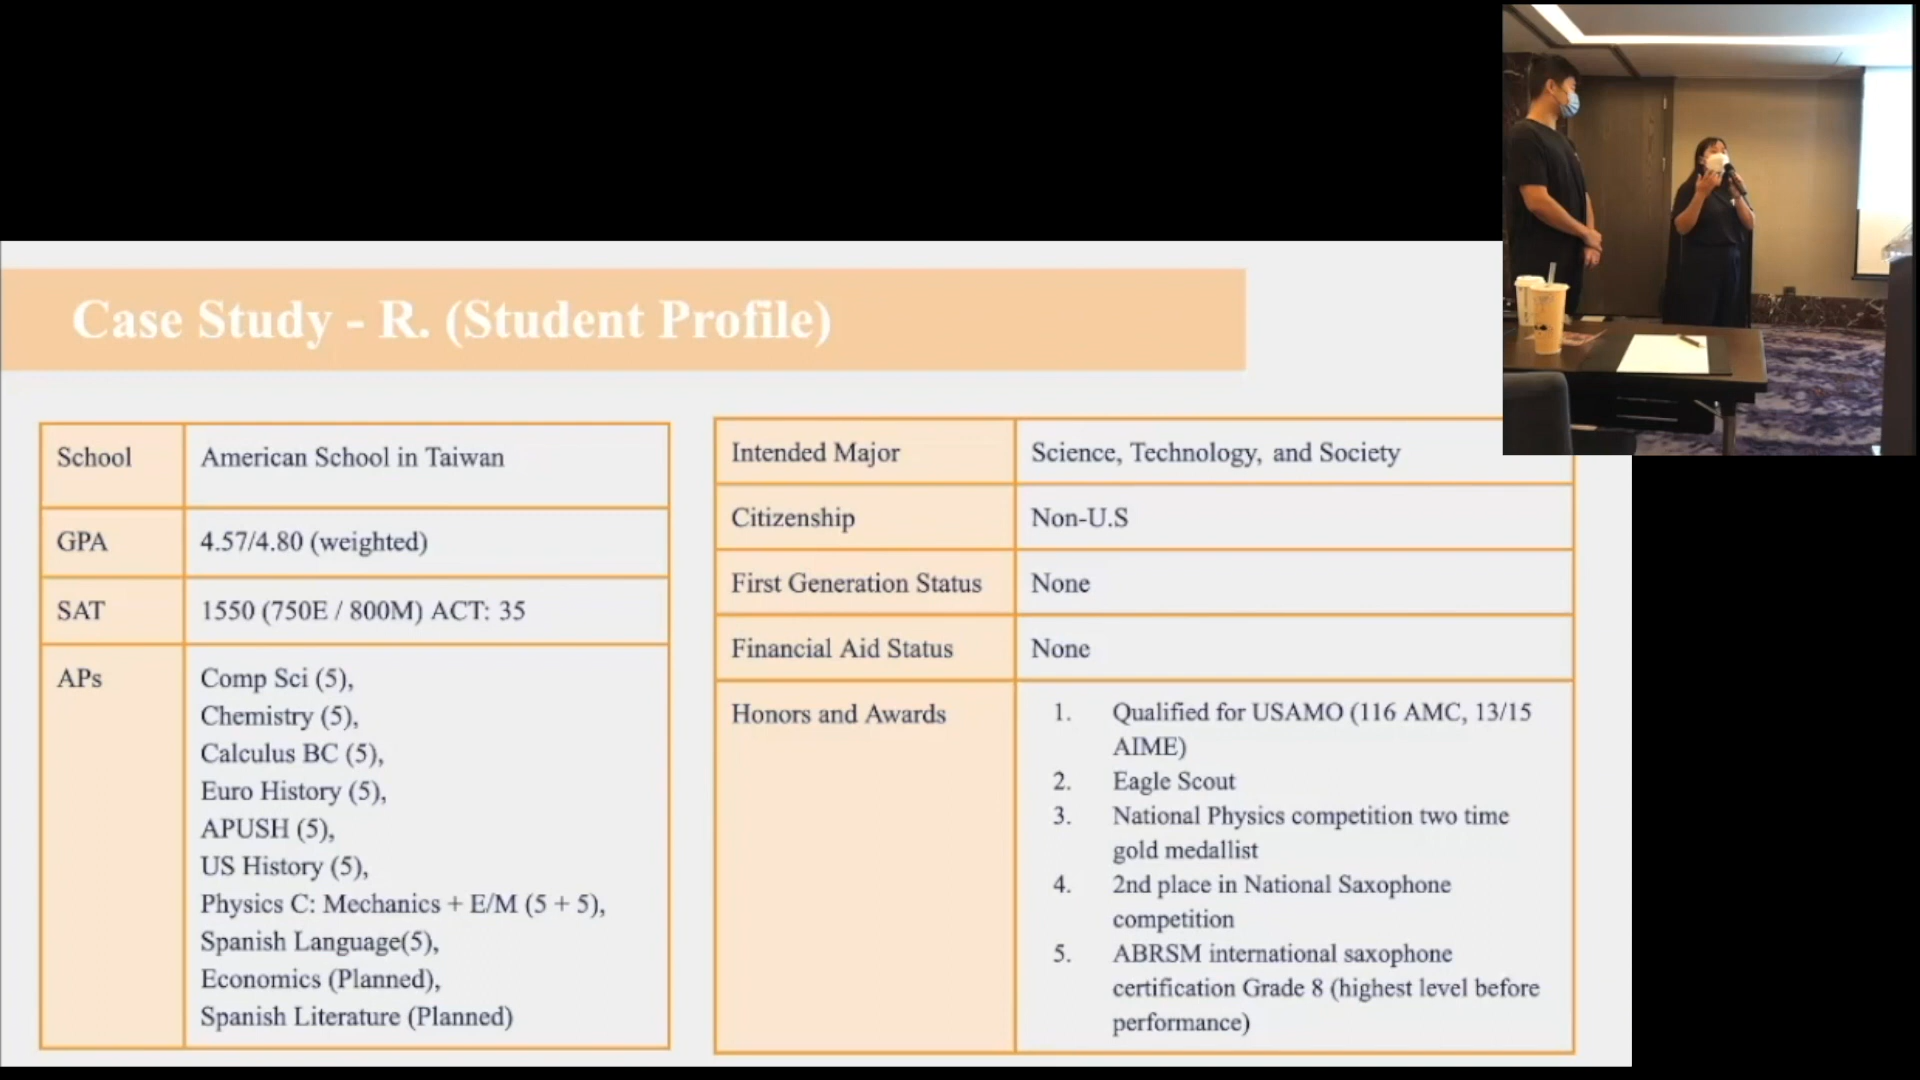 Case Study - R. (Student Profile)
School
American School in Taiwan
GPA
4.57/4.80 (weighted)
SAT
1550 (750E / 800M) ACT: 35
APs
Comp Sci (5),
Chemistry (5),
Calculus BC (5),
Euro History (5),
APUSH (5),
US History (5),
Physics C: Mechanics + E/M (5 + 5),
Spanish Language(5),
Economics (Planned),
Spanish Literature (Planned)
Intended Major
Science, Technology, and Society
Citizenship
Non-U.S
First Generation Status
None
Financial Aid Status
None
Honors and Awards
1. Qualified for USAMO (116 AMC, 13/15
AIME)
2. Eagle Scout
3. National Physics competition two time
gold medallist
4. 2nd place in National Saxophone
competition
5. ABRSM international saxophone
certification Grade 8 (highest level before
performance)